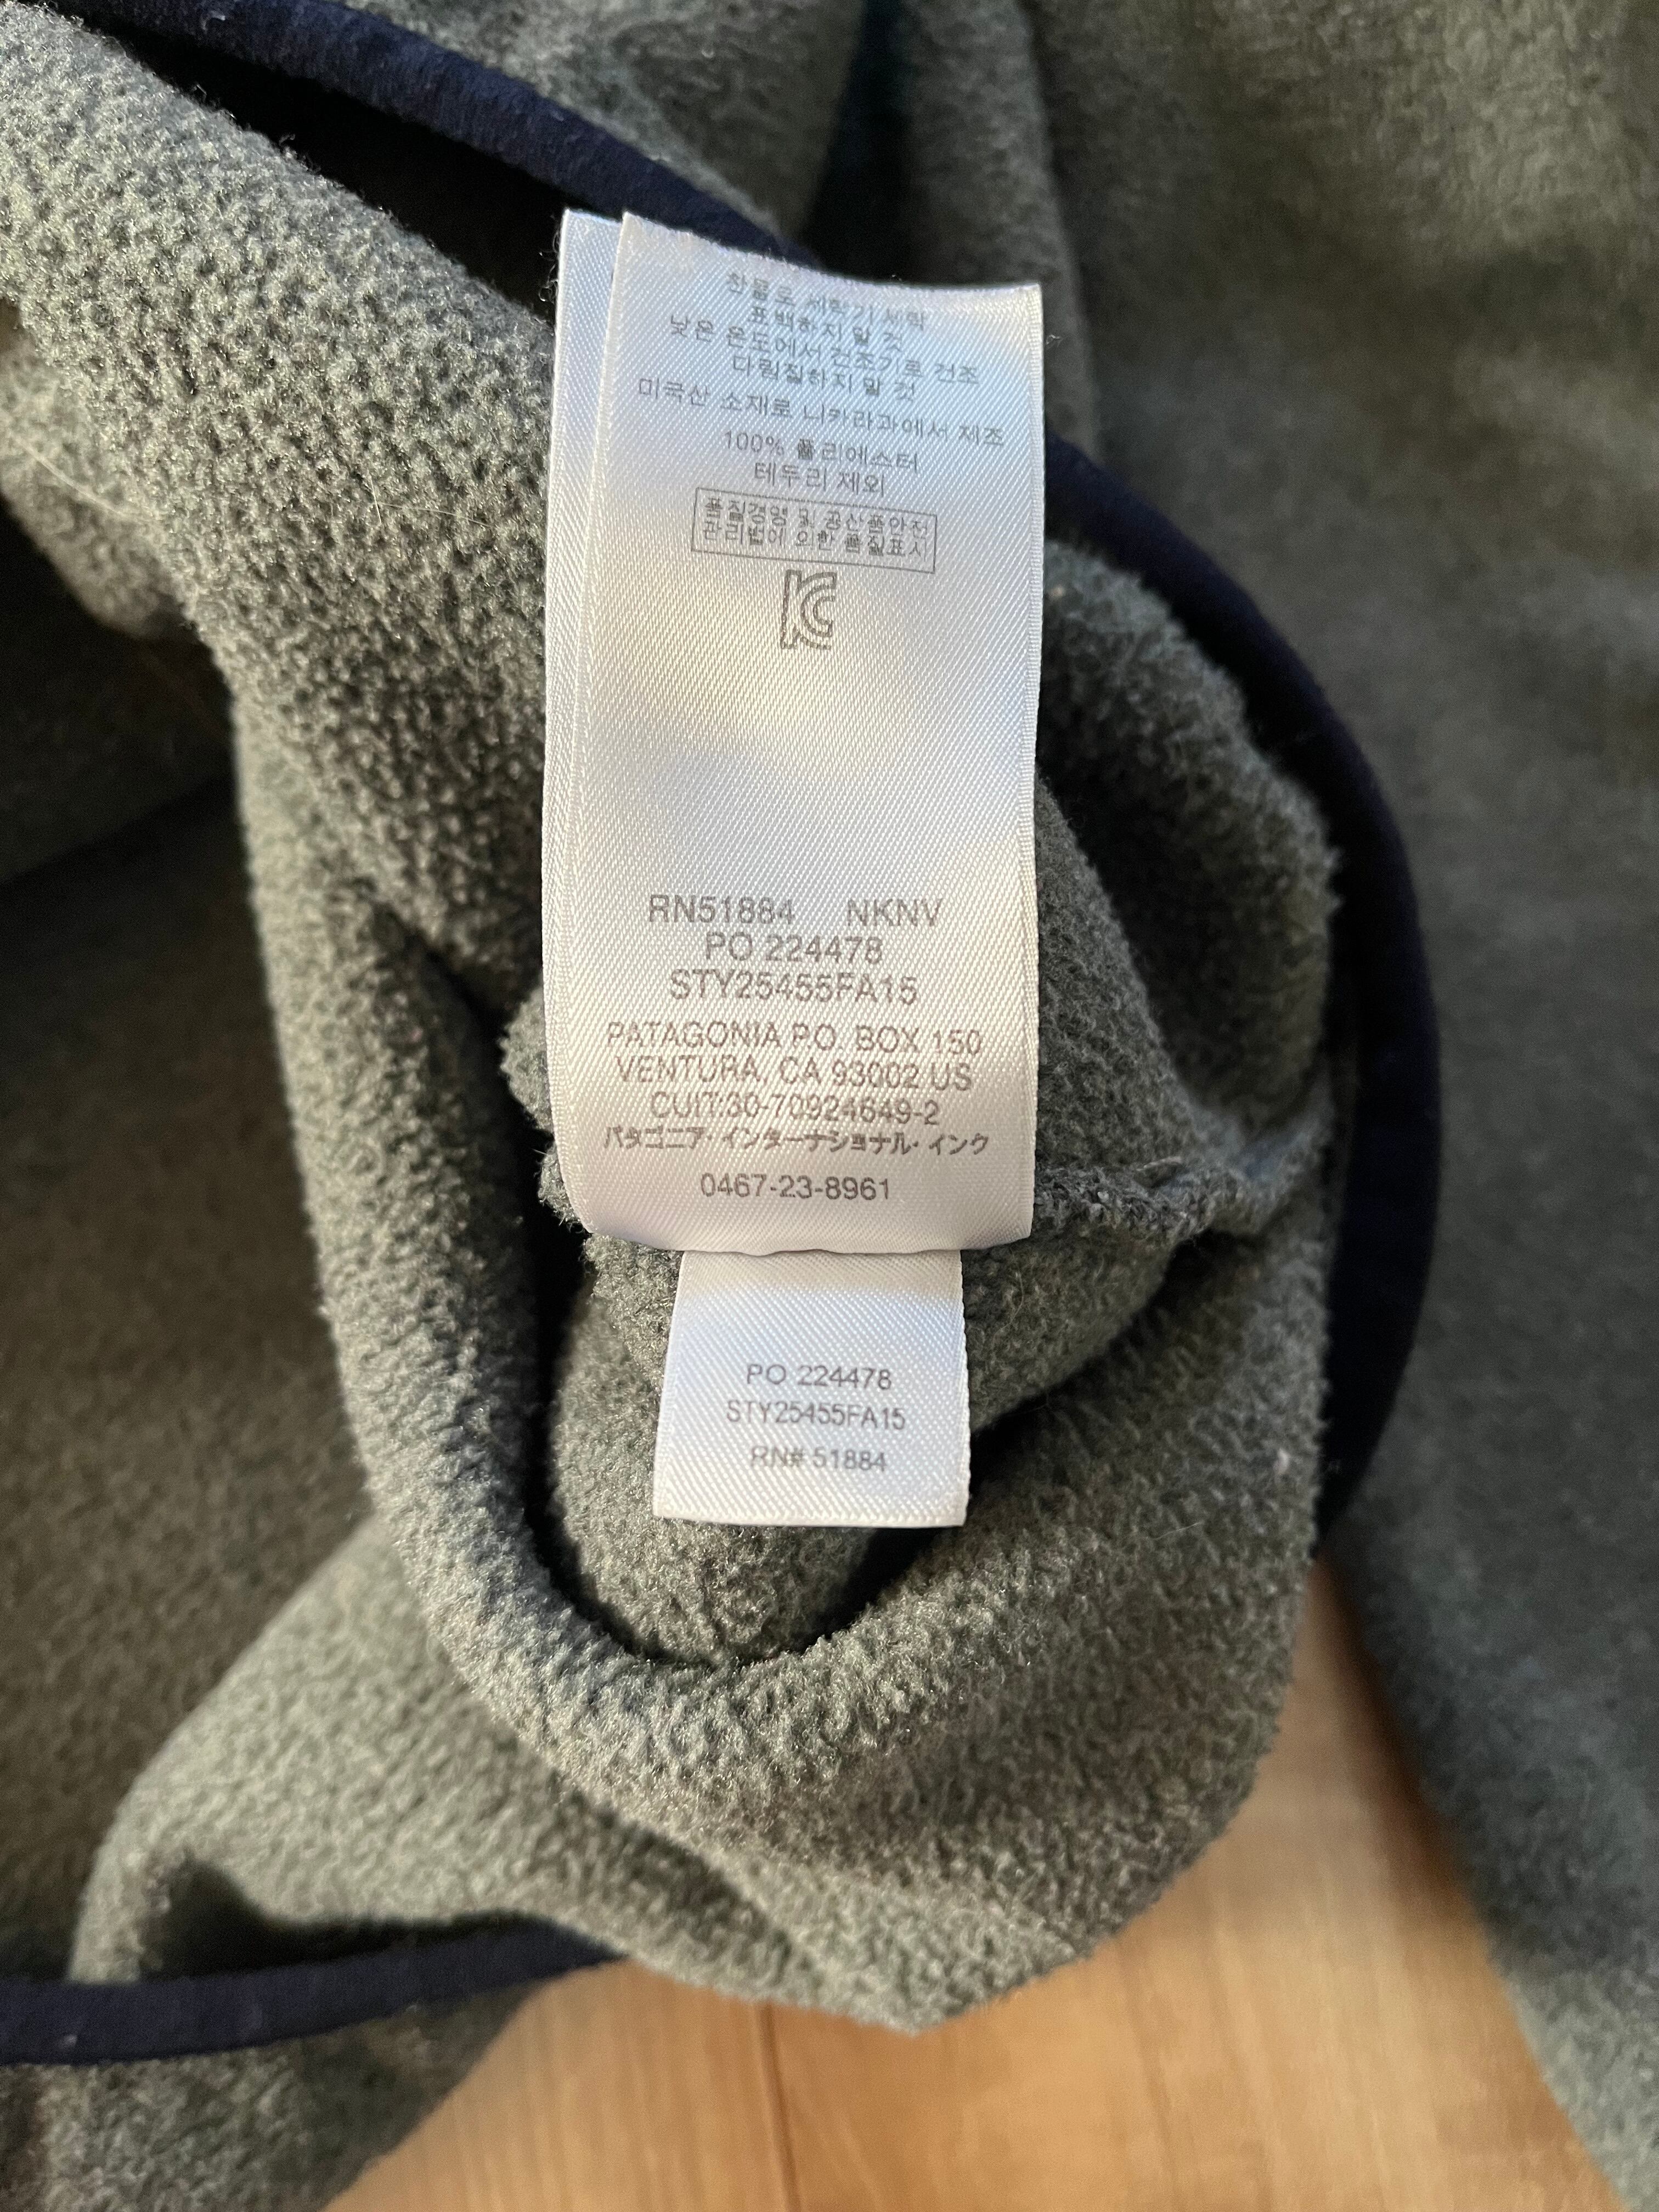 찬물로 세탁기 세탁
표백하지 말 것
낮은 온도에서 건조기로 건조
다림질하지 말 것
미국산 소재로 니카라과에서 제조
100% 폴리에스터
테두리 제외
품질경영 및 공산품안전
관리법에 의한 품질표시
KC
RN51884 NKNV
PO 224478
STY25455FA15
PATAGONIA PO. BOX 150
VENTURA, CA 93002 US
CUIT:30-70924649-2
パタゴニア・インターナショナル・インク
0467-23-8961
PO 224478
STY25455FA15
RN# 51884